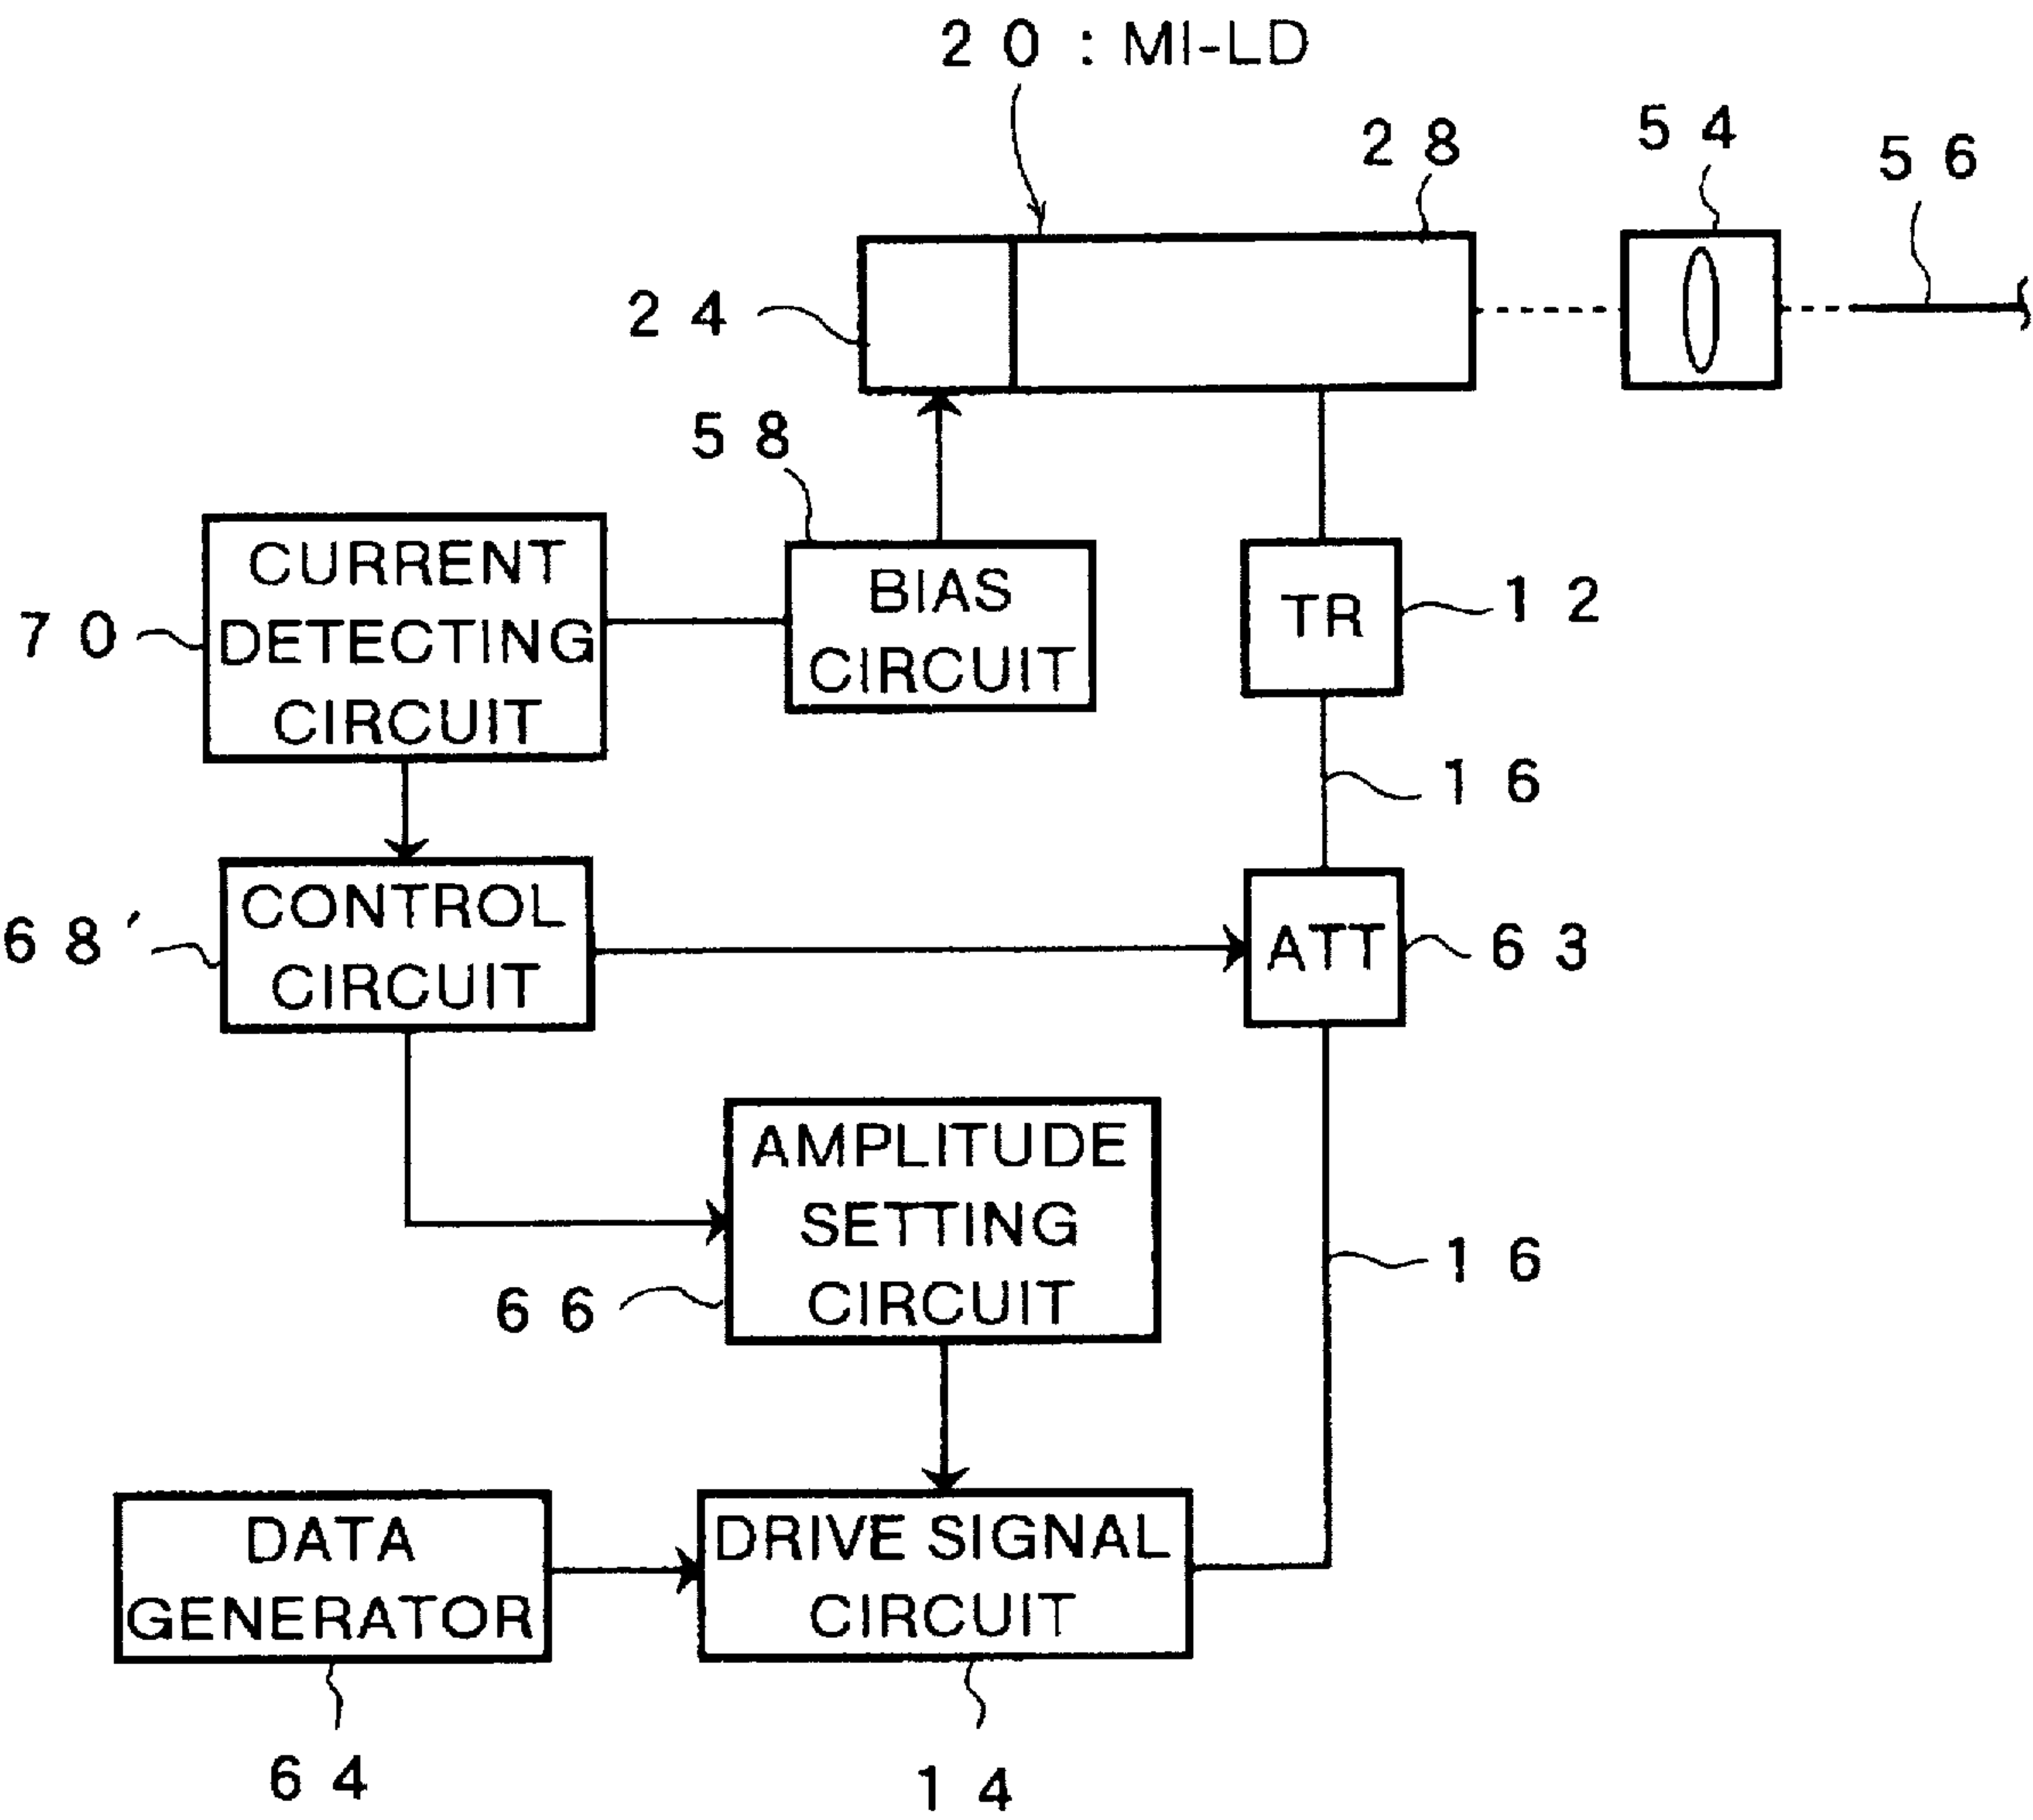 20 : MI-LD
28
54
56
24
58
CURRENT
DETECTING
CIRCUIT
70
BIAS
CIRCUIT
TR
12
16
CONTROL
CIRCUIT
68'
ATT
63
AMPLITUDE
SETTING
CIRCUIT
66
16
DATA
GENERATOR
DRIVE SIGNAL
CIRCUIT
64
14